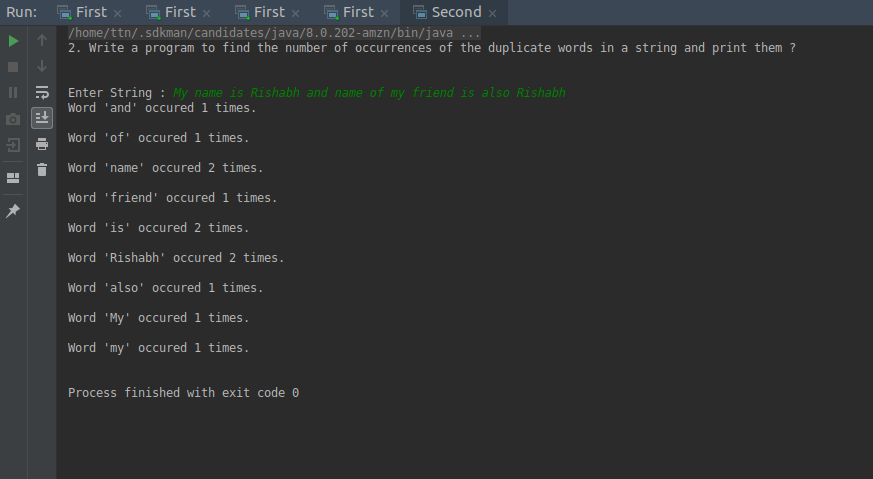 Run: First × First × First × First × Second ×
/home/ttn/.sdkman/candidates/java/8.0.202-amzn/bin/java ...
2. Write a program to find the number of occurrences of the duplicate words in a string and print them ?
Enter String : My name is Rishabh and name of my friend is also Rishabh
Word 'and' occured 1 times.
Word 'of' occured 1 times.
Word 'name' occured 2 times.
Word 'friend' occured 1 times.
Word 'is' occured 2 times.
Word 'Rishabh' occured 2 times.
Word 'also' occured 1 times.
Word 'My' occured 1 times.
Word 'my' occured 1 times.
Process finished with exit code 0